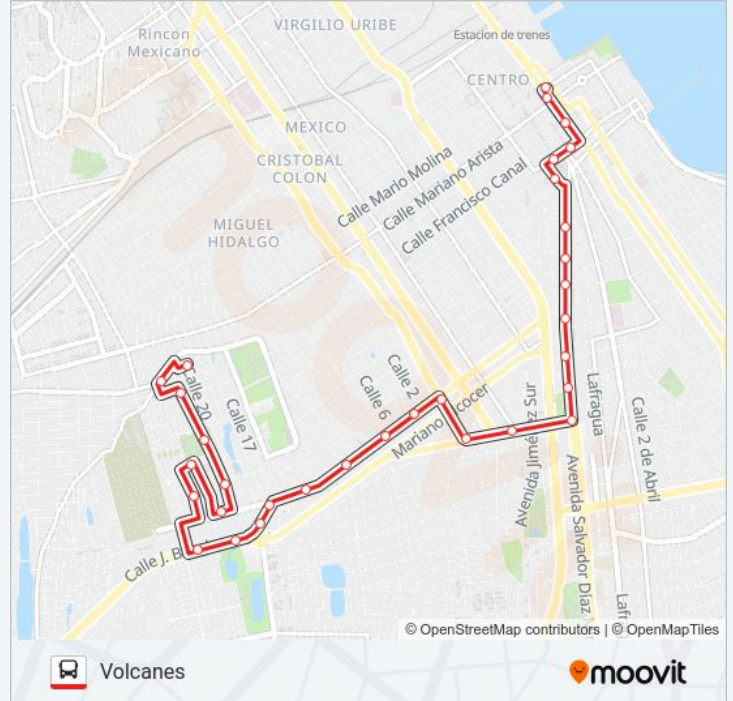 VIRGILIO URIBE
Rincon
Mexicano
Estacion de trenes
CENTRO
MEXICO
CRISTOBAL
COLON
Calle Mario Molina
Calle Mariano Arista
Calle Francisco Canal
MIGUEL
HIDALGO
Calle 2
Calle 6
Calle 20
Calle 17
Mariano
cocer
Lafragua
Calle 2 de Abril
Avenida
Jiménez Sur
Avenida Salvador Díaz
Calle J. B
Lafr
© OpenStreetMap contributors | © OpenMapTiles
Volcanes
moovit